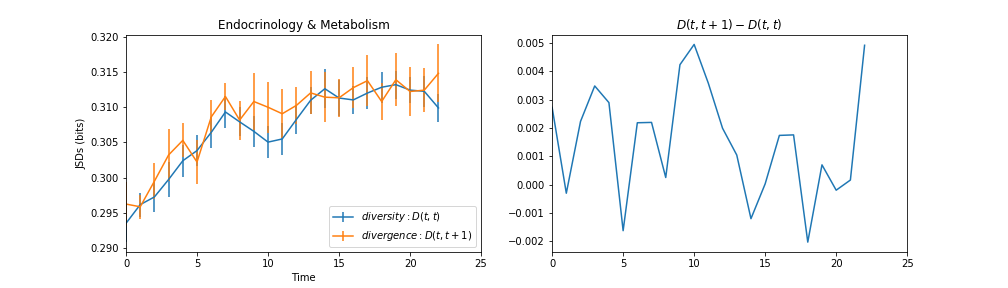 Endocrinology & Metabolism
0.320
0.315
0.310
0.305
0.300
0.295
0.290
JSDs (bits)
0 5 10 15 20 25
Time
diversity: D(t, t)
divergence: D(t, t + 1)
D(t, t + 1) − D(t, t)
0.005
0.004
0.003
0.002
0.001
0.000
−0.001
−0.002
0 5 10 15 20 25